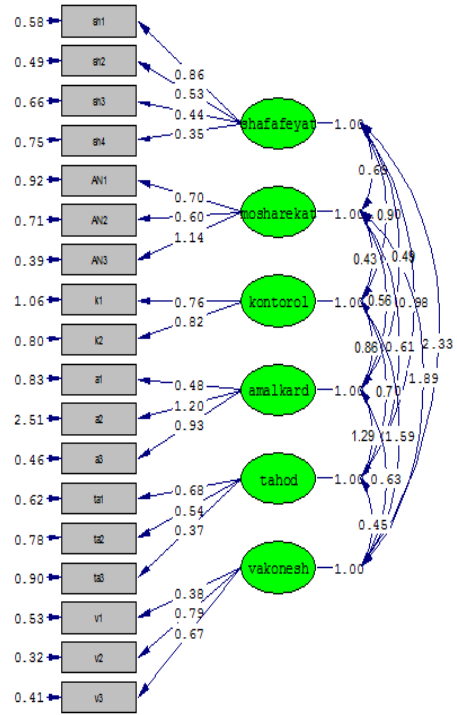 0.58 sh1
0.86
0.49 sh2
0.53
0.66 sh3
0.44
shafafeyat 1.00
0.75 sh4
0.35
0.69
0.92 AN1
0.70
0.71 AN2
0.60
mosharekat 1.00 0.90
0.39 AN3
1.14
0.43 0.49
1.06 k1
0.76
kontorol 1.00 0.56 0.98
0.80 k2
0.82
0.86 0.61 2.33
0.83 a1
0.48
amalkard 1.00 0.70 1.89
2.51 a2
1.20
0.46 a3
0.93
1.29 1.59
0.62 ta1
0.68
tahod 1.00 0.63
0.78 ta2
0.54
0.90 ta3
0.37
0.45
vakonesh 1.00
0.53 v1
0.38
0.32 v2
0.79
0.41 v3
0.67